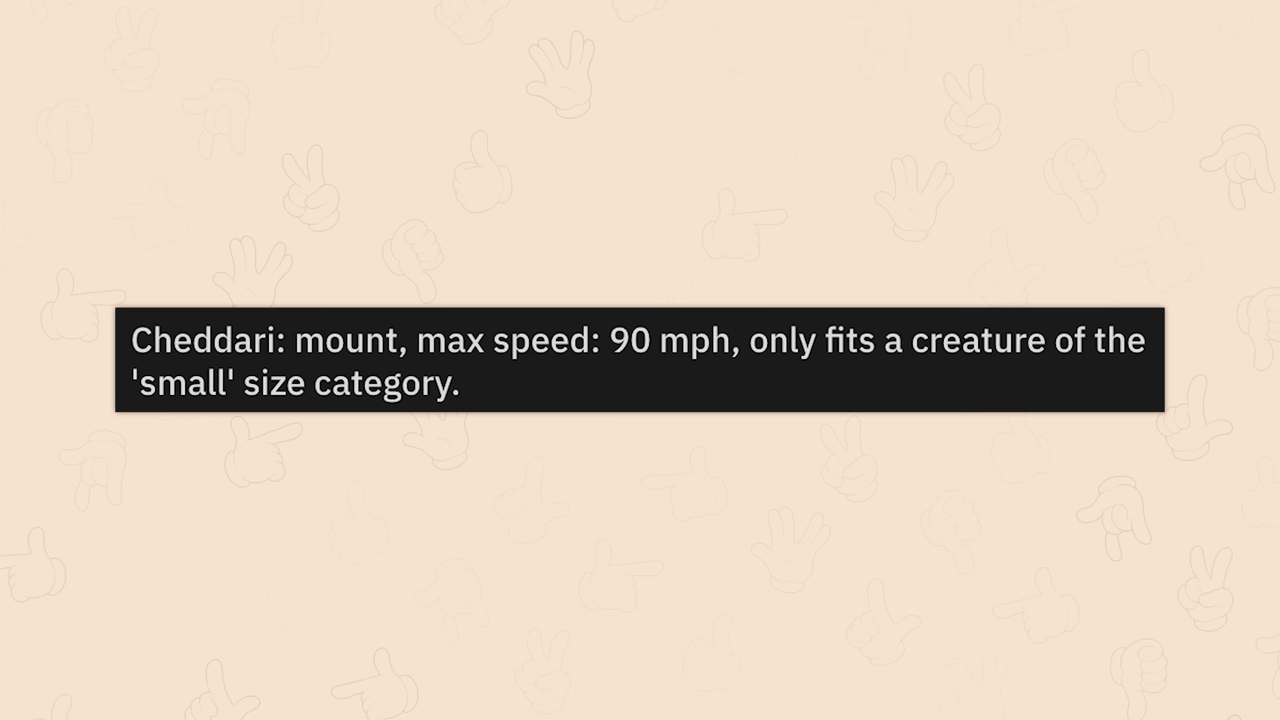 Cheddari: mount, max speed: 90 mph, only fits a creature of the
'small' size category.